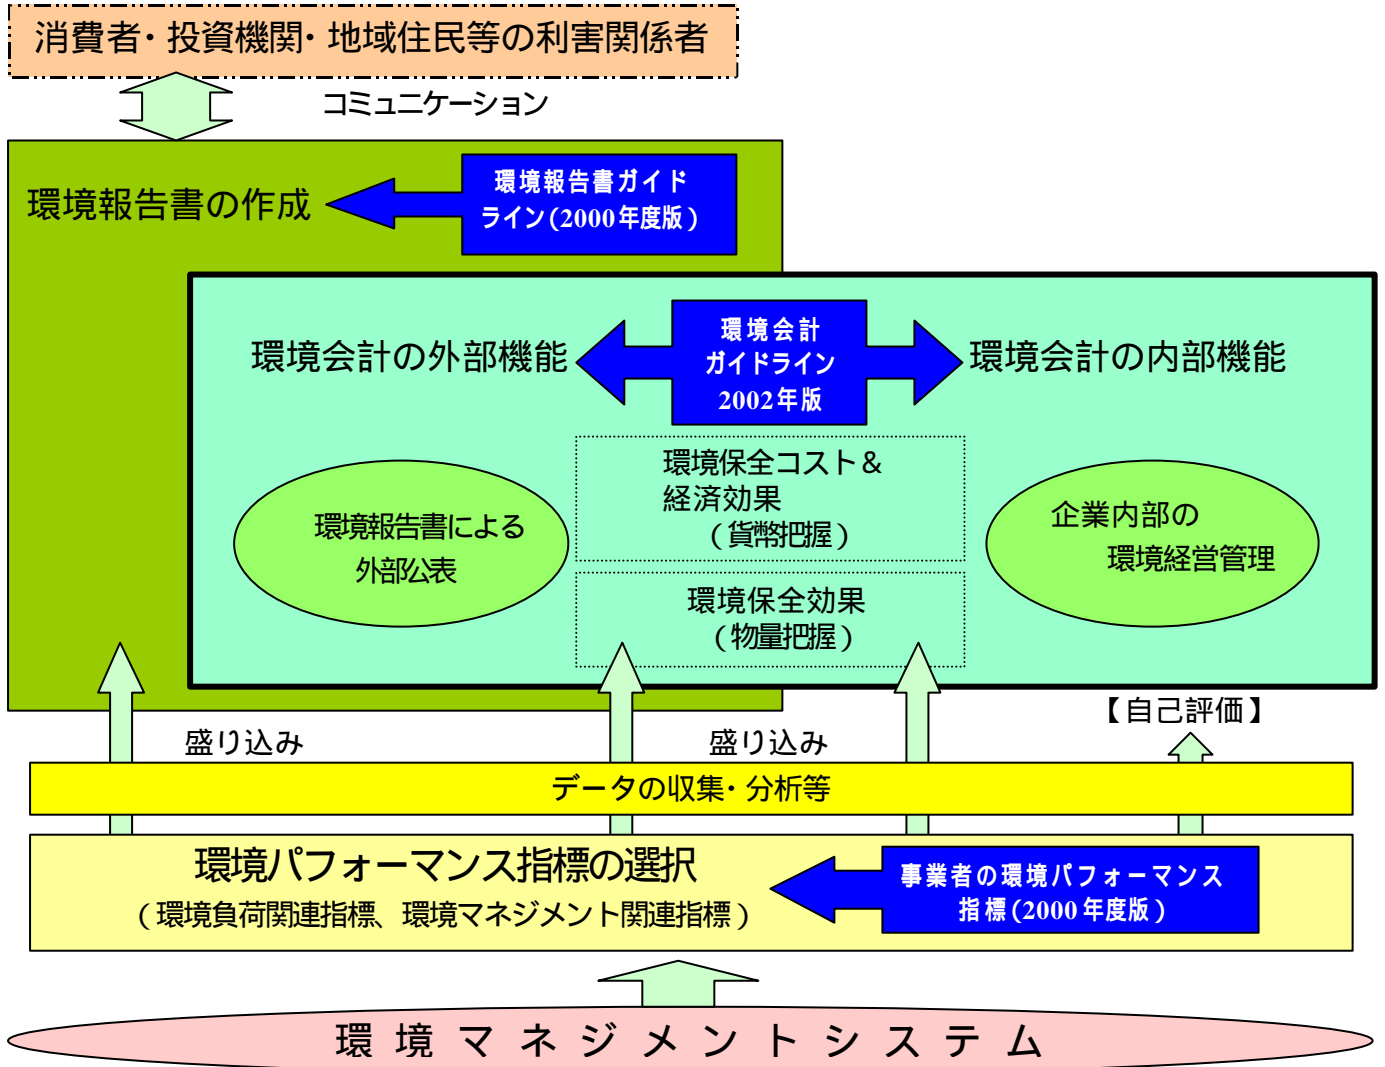 消費者・投資機関・地域住民等の利害関係者
コミュニケーション
環境報告書の作成
環境報告書ガイド
ライン(2000年度版)
環境会計の外部機能
環境会計
ガイドライン
2002年版
環境会計の内部機能
環境保全コスト＆
経済効果
(貨幣把握)
環境報告書による
外部公表
企業内部の
環境経営管理
環境保全効果
(物量把握)
【自己評価】
盛り込み
盛り込み
データの収集・分析等
環境パフォーマンス指標の選択
(環境負荷関連指標、環境マネジメント関連指標)
事業者の環境パフォーマンス
指標(2000年度版)
環境マネジメントシステム